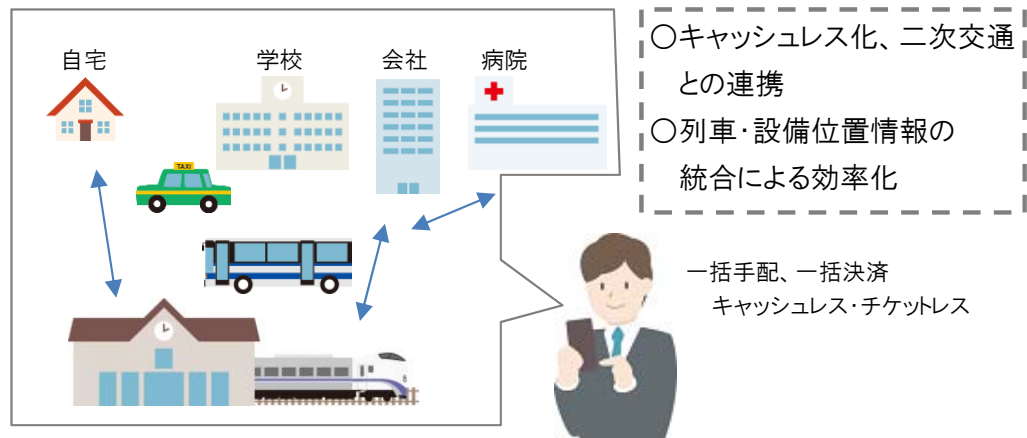 自宅
学校
会社
病院
TAXI
○キャッシュレス化、二次交通
との連携
○列車・設備位置情報の
統合による効率化
一括手配、一括決済
キャッシュレス・チケットレス